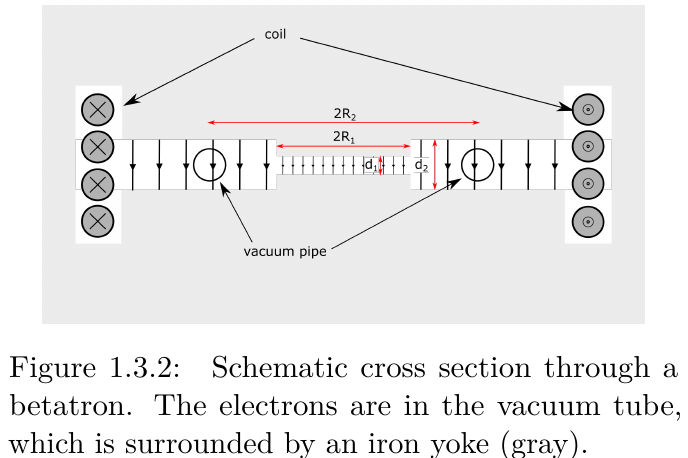 coil
2R₂
2R₁
d₁
d₂
vacuum pipe
Figure 1.3.2: Schematic cross section through a
betatron. The electrons are in the vacuum tube,
which is surrounded by an iron yoke (gray).